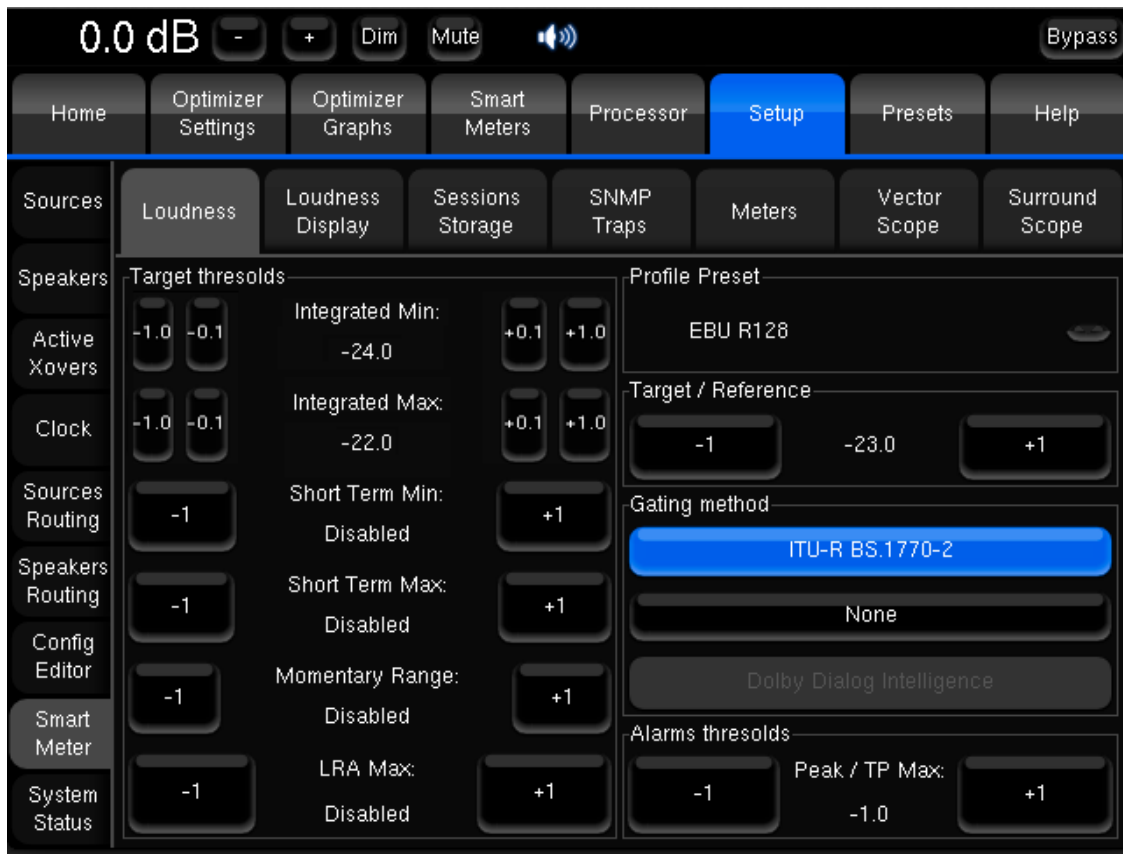 0.0 dB - + Dim Mute Bypass
Home
Optimizer
Settings
Optimizer
Graphs
Smart
Meters
Processor
Setup
Presets
Help
Sources
Speakers
Active
Xovers
Clock
Sources
Routing
Speakers
Routing
Config
Editor
Smart
Meter
System
Status
Loudness
Loudness
Display
Sessions
Storage
SNMP
Traps
Meters
Vector
Scope
Surround
Scope
Target thresolds
Integrated Min:
-1.0 -0.1 -24.0 +0.1 +1.0
Integrated Max:
-1.0 -0.1 -22.0 +0.1 +1.0
Short Term Min:
-1 Disabled +1
Short Term Max:
-1 Disabled +1
Momentary Range:
-1 Disabled +1
LRA Max:
-1 Disabled +1
Profile Preset
EBU R128
Target / Reference
-1 -23.0 +1
Gating method
ITU-R BS.1770-2
None
Dolby Dialog Intelligence
Alarms thresolds
Peak / TP Max:
-1 -1.0 +1